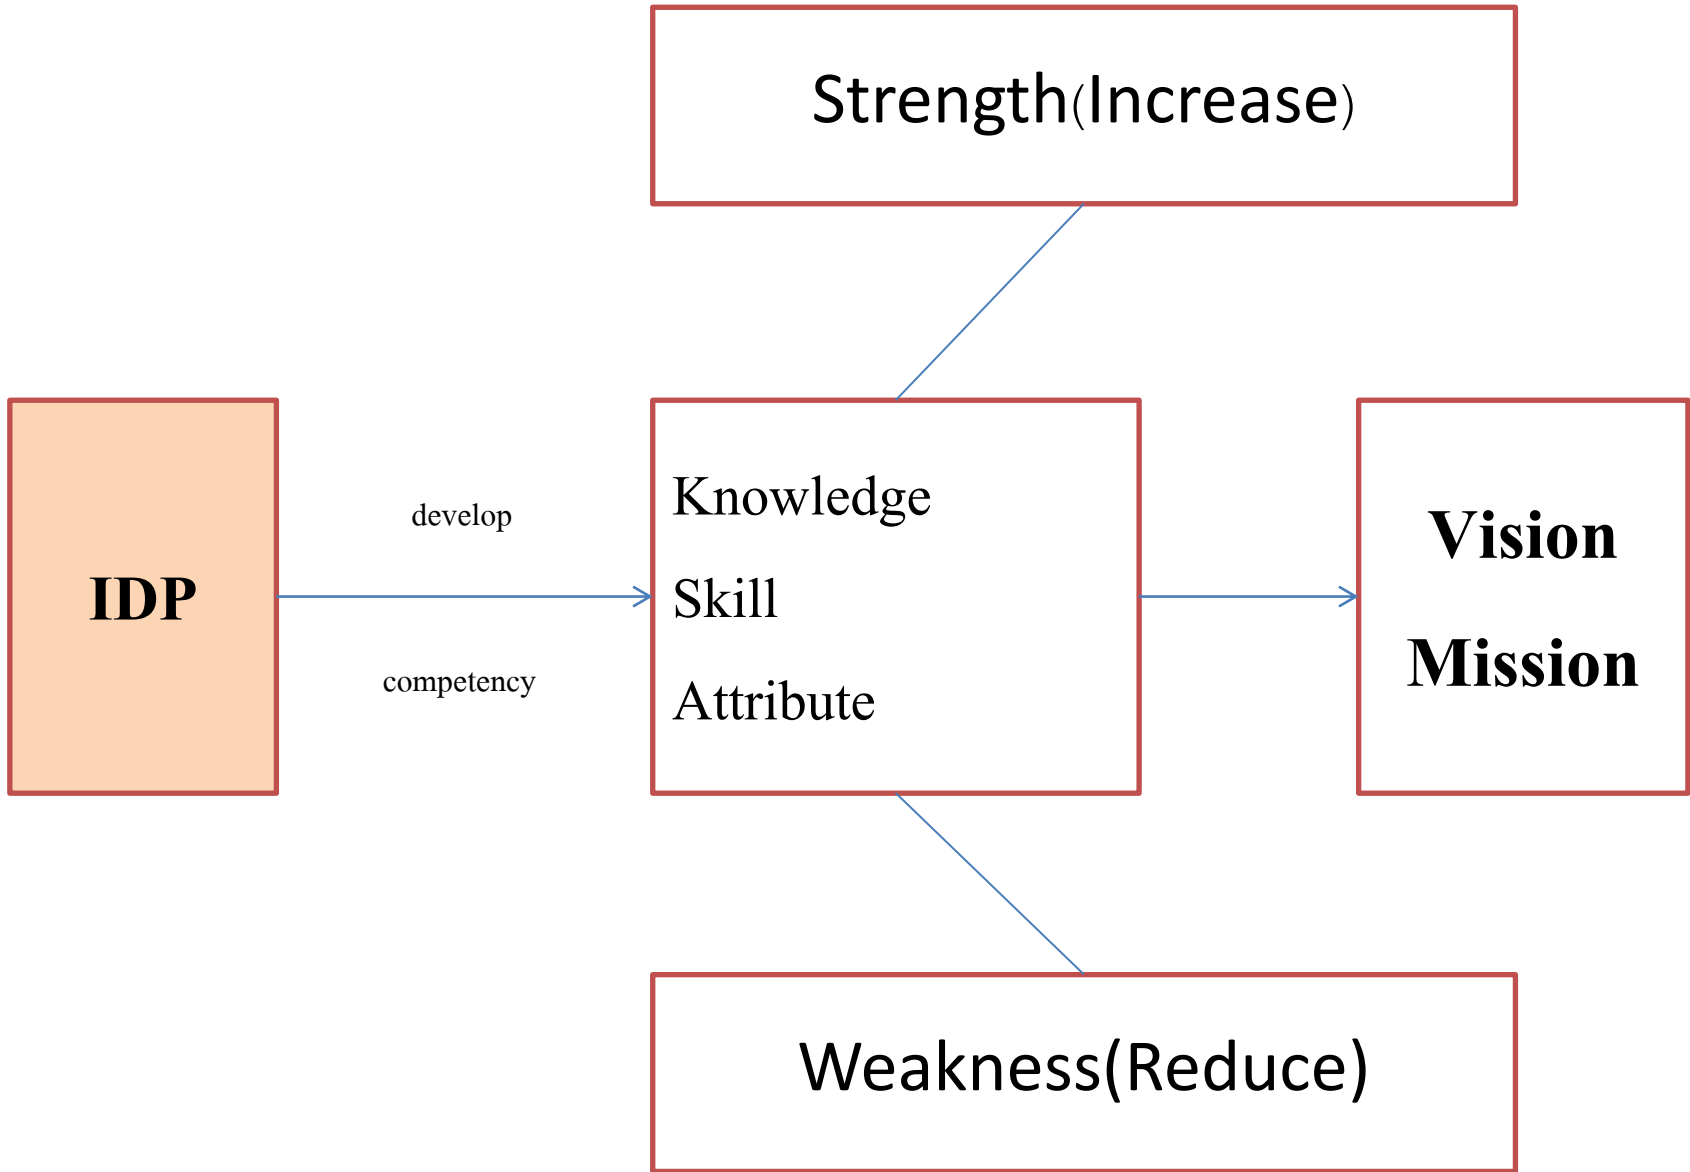 Strength(Increase)
IDP
develop
competency
Knowledge
Skill
Attribute
Vision
Mission
Weakness(Reduce)